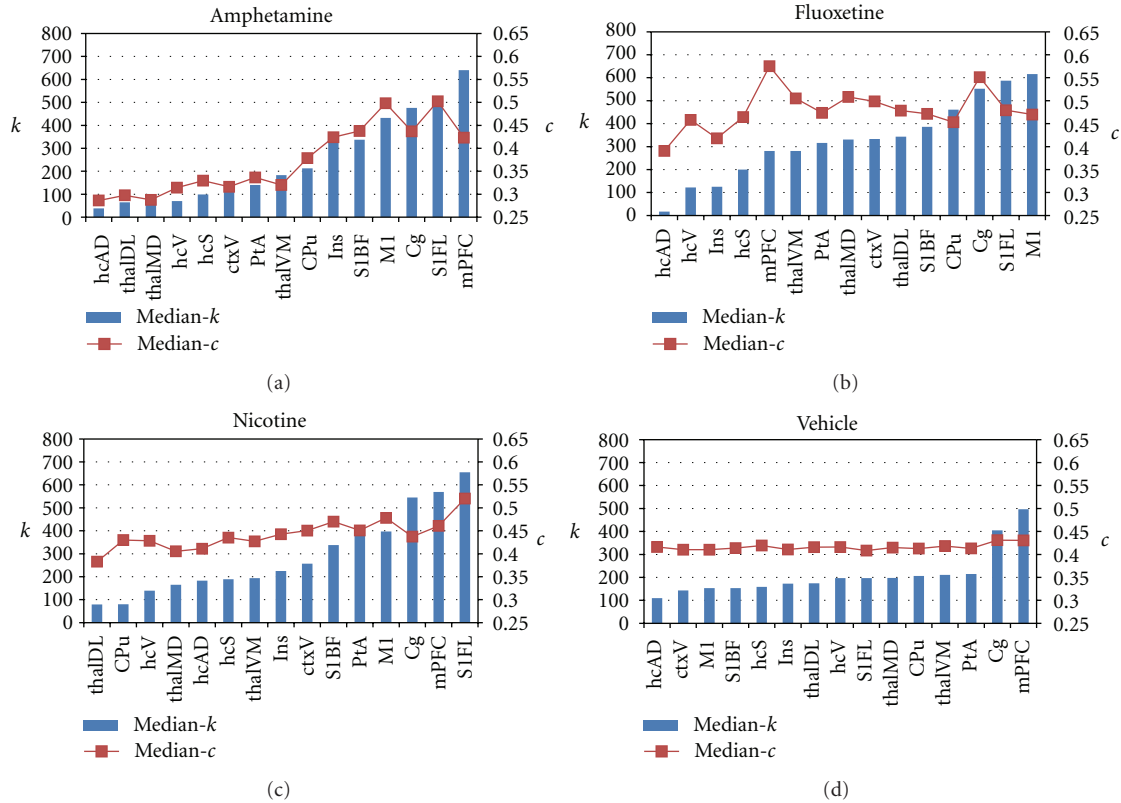 Amphetamine
800
700
600
500
400
300
200
100
0
k
0.65
0.6
0.55
0.5
0.45
0.4
0.35
0.3
0.25
c
hcAD
thalDL
thalMD
hcV
hcS
ctxV
PtA
thalVM
CPu
Ins
S1BF
M1
Cg
S1FL
mPFC
Median-k
Median-c
(a)
Fluoxetine
800
700
600
500
400
300
200
100
0
k
0.65
0.6
0.55
0.5
0.45
0.4
0.35
0.3
0.25
c
hcAD
hcV
Ins
hcS
mPFC
thalVM
PtA
thalMD
ctxV
thalDL
S1BF
CPu
Cg
S1FL
M1
Median-k
Median-c
(b)
Nicotine
800
700
600
500
400
300
200
100
0
k
0.65
0.6
0.55
0.5
0.45
0.4
0.35
0.3
0.25
c
thalDL
CPu
hcV
thalMD
hcAD
hcS
thalVM
Ins
ctxV
S1BF
PtA
M1
Cg
mPFC
S1FL
Median-k
Median-c
(c)
Vehicle
800
700
600
500
400
300
200
100
0
k
0.65
0.6
0.55
0.5
0.45
0.4
0.35
0.3
0.25
c
hcAD
ctxV
M1
S1BF
hcS
Ins
thalDL
hcV
S1FL
thalMD
CPu
thalVM
PtA
Cg
mPFC
Median-k
Median-c
(d)